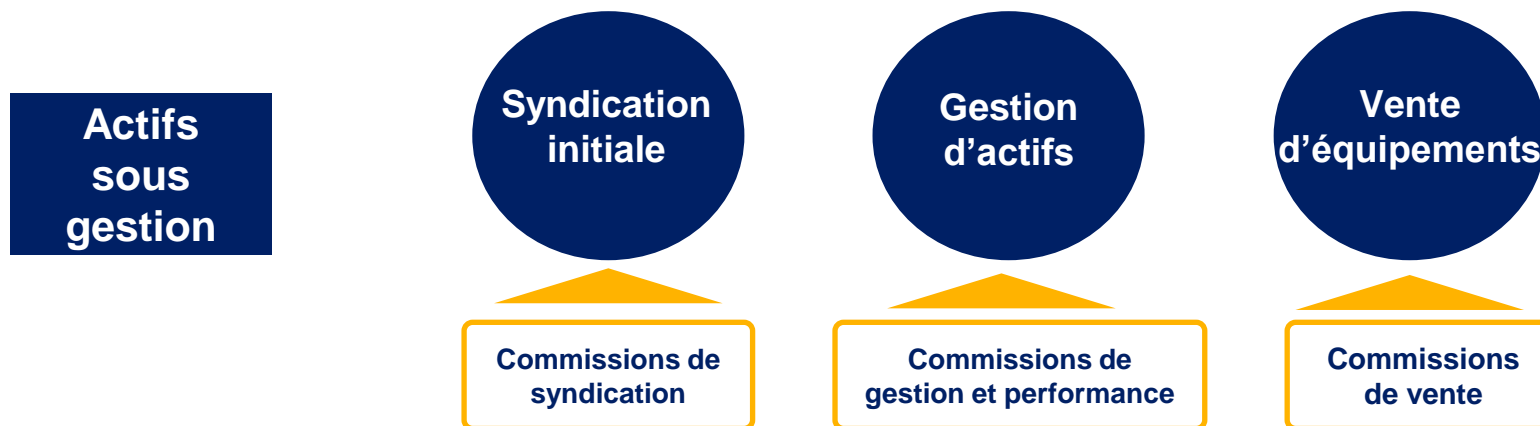 Actifs
sous
gestion
Syndication
initiale
Gestion
d’actifs
Vente
d’équipements
Commissions de
syndication
Commissions de
gestion et performance
Commissions
de vente